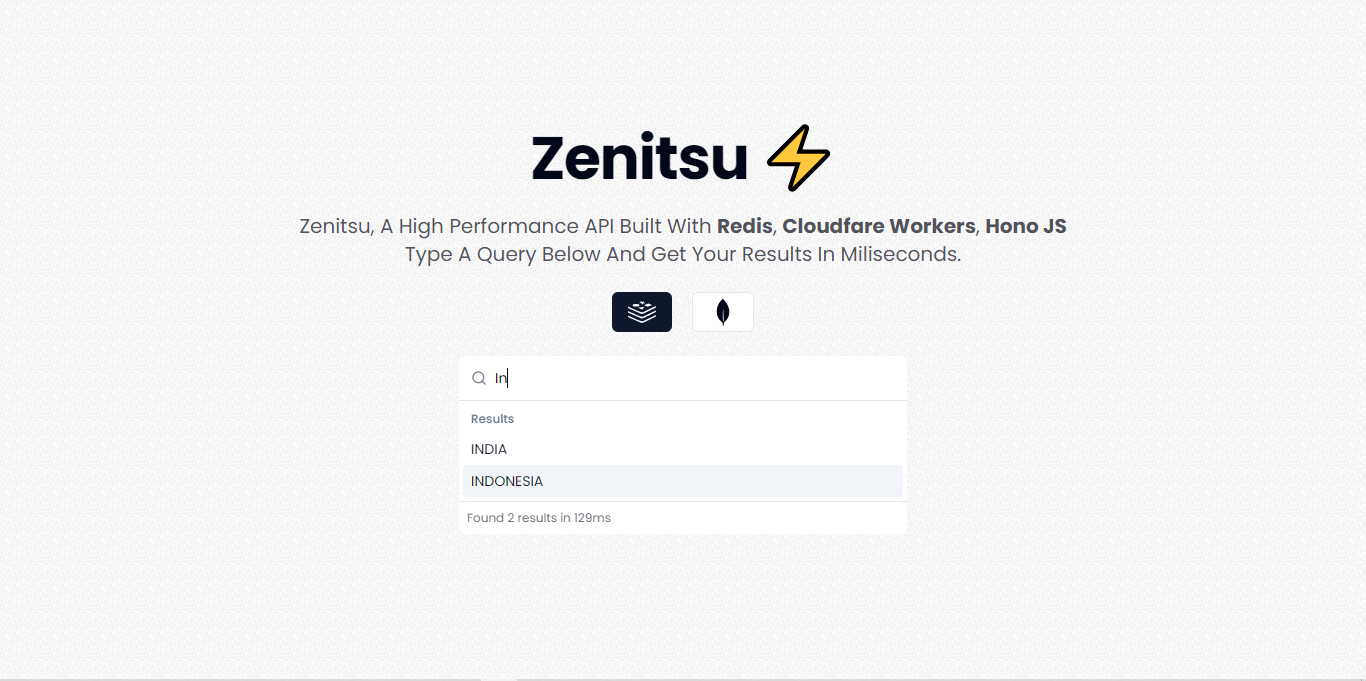 Zenitsu
Zenitsu, A High Performance API Built With Redis, Cloudfare Workers, Hono JS
Type A Query Below And Get Your Results In Miliseconds.
In
Results
INDIA
INDONESIA
Found 2 results in 129ms